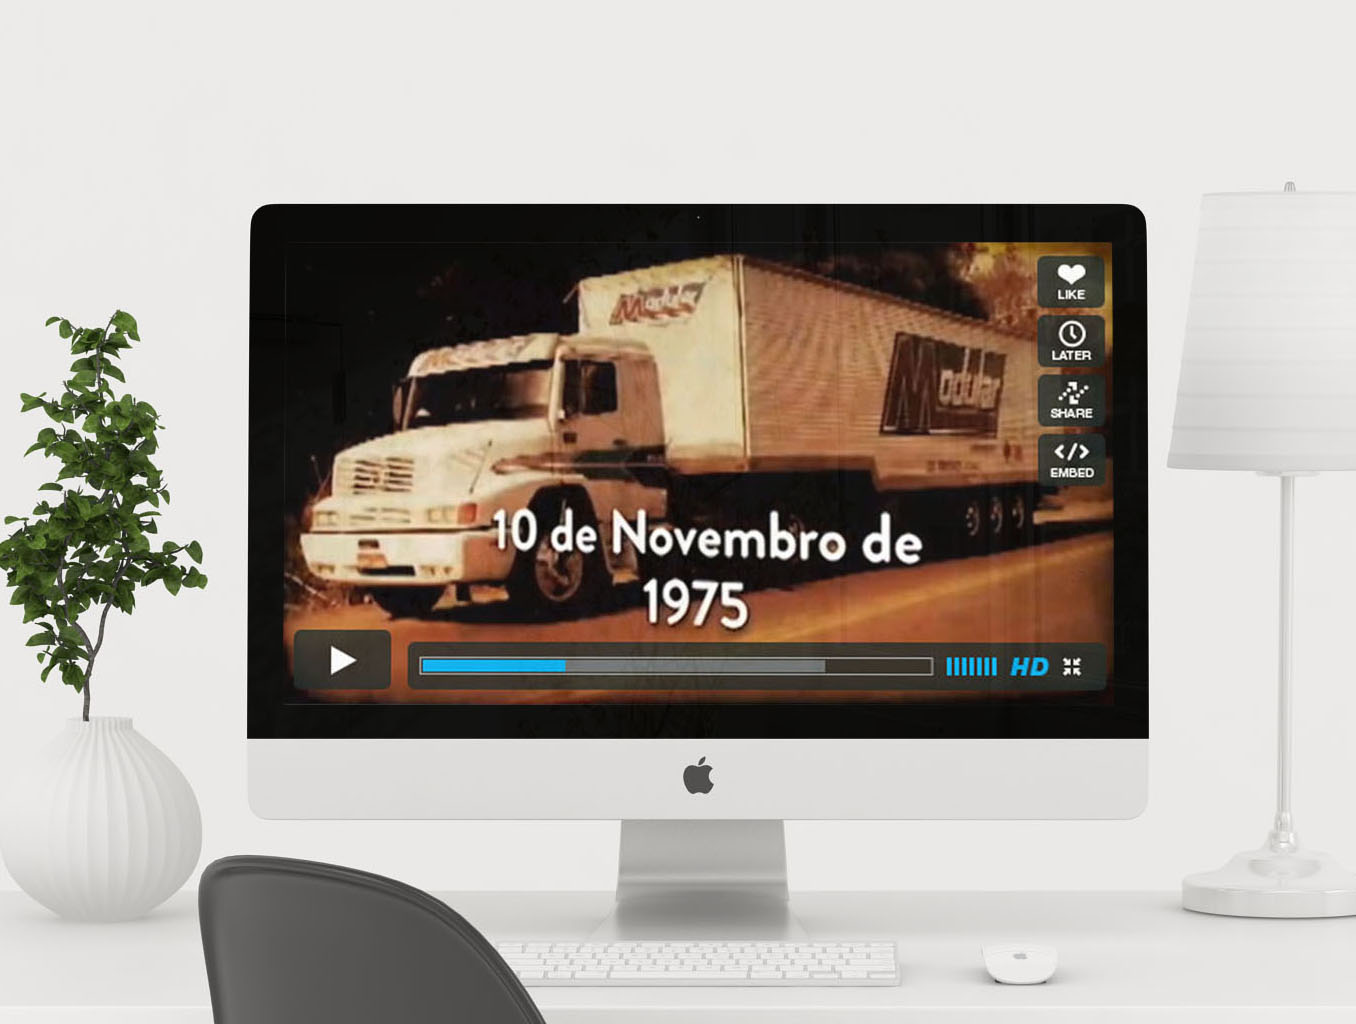 Modular
Modular
LIKE
LATER
SHARE
EMBED
10 de Novembro de
1975
HD